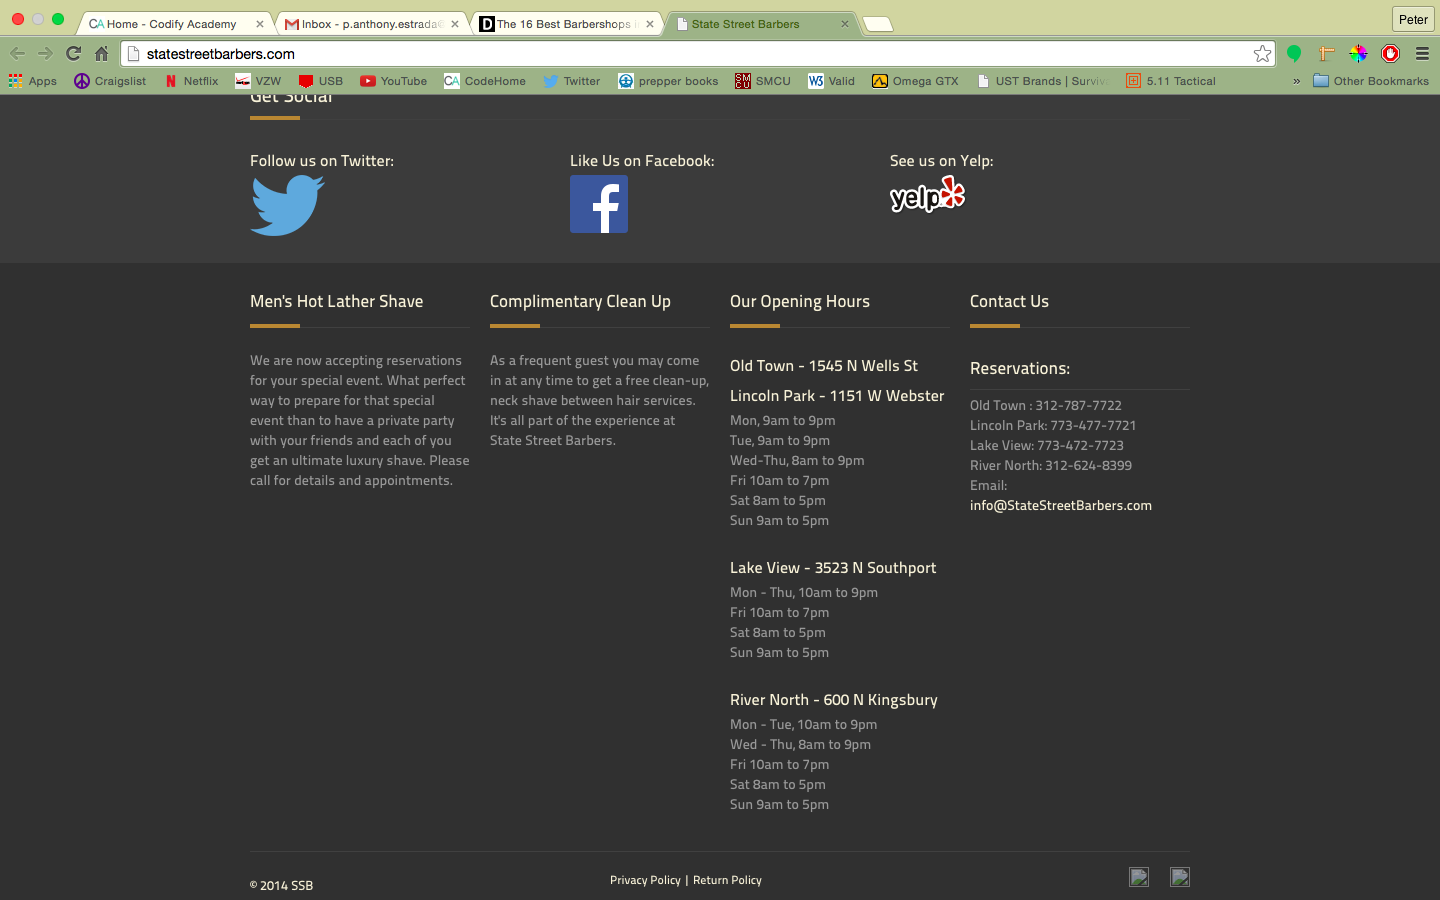 CA Home - Codify Academy
Inbox - p.anthony.estrada@
D The 16 Best Barbershops i
State Street Barbers
Peter
statestreetbarbers.com
Apps
Craigslist
Netflix
VZW
USB
YouTube
CA CodeHome
Twitter
prepper books
SMCU SMCU
W3 Valid
Omega GTX
UST Brands | Surviv
5.11 Tactical
»
Other Bookmarks
Get Social
Follow us on Twitter:
Like Us on Facebook:
See us on Yelp:
yelp
Men's Hot Lather Shave
We are now accepting reservations
for your special event. What perfect
way to prepare for that special
event than to have a private party
with your friends and each of you
get an ultimate luxury shave. Please
call for details and appointments.
Complimentary Clean Up
As a frequent guest you may come
in at any time to get a free clean-up,
neck shave between hair services.
It's all part of the experience at
State Street Barbers.
Our Opening Hours
Old Town - 1545 N Wells St
Lincoln Park - 1151 W Webster
Mon, 9am to 9pm
Tue, 9am to 9pm
Wed-Thu, 8am to 9pm
Fri 10am to 7pm
Sat 8am to 5pm
Sun 9am to 5pm
Lake View - 3523 N Southport
Mon - Thu, 10am to 9pm
Fri 10am to 7pm
Sat 8am to 5pm
Sun 9am to 5pm
River North - 600 N Kingsbury
Mon - Tue, 10am to 9pm
Wed - Thu, 8am to 9pm
Fri 10am to 7pm
Sat 8am to 5pm
Sun 9am to 5pm
Contact Us
Reservations:
Old Town : 312-787-7722
Lincoln Park: 773-477-7721
Lake View: 773-472-7723
River North: 312-624-8399
Email:
info@StateStreetBarbers.com
© 2014 SSB
Privacy Policy | Return Policy